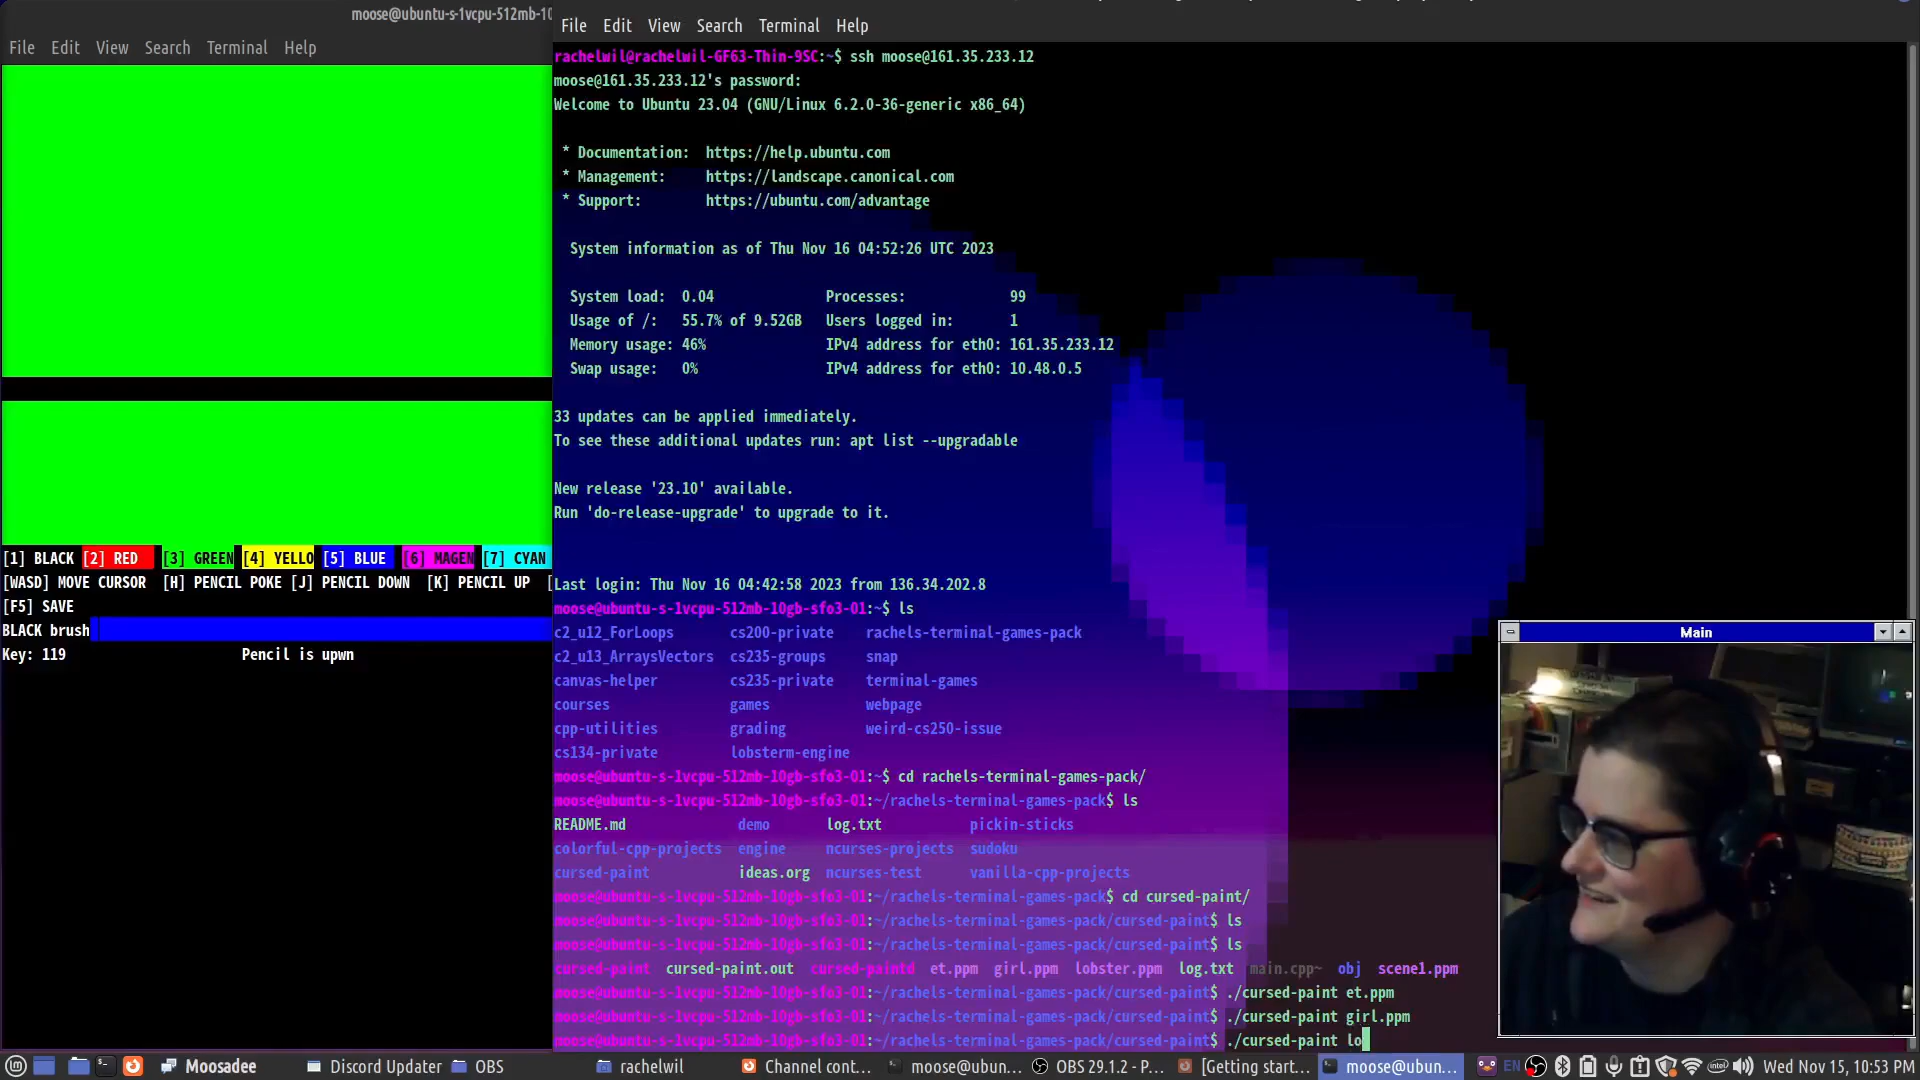 moose@ubuntu-s-1vcpu-512mb-10
File Edit View Search Terminal Help
[1] BLACK [2] RED [3] GREEN [4] YELLO [5] BLUE [6] MAGEN [7] CYAN
[WASD] MOVE CURSOR [H] PENCIL POKE [J] PENCIL DOWN [K] PENCIL UP [
[F5] SAVE
BLACK brush
Key: 119 Pencil is upwn
File Edit View Search Terminal Help
rachelwil@rachelwil-GF63-Thin-9SC:~$ ssh moose@161.35.233.12
moose@161.35.233.12's password:
Welcome to Ubuntu 23.04 (GNU/Linux 6.2.0-36-generic x86_64)
* Documentation: https://help.ubuntu.com
* Management: https://landscape.canonical.com
* Support: https://ubuntu.com/advantage
System information as of Thu Nov 16 04:52:26 UTC 2023
System load: 0.04 Processes: 99
Usage of /: 55.7% of 9.52GB Users logged in: 1
Memory usage: 46% IPv4 address for eth0: 161.35.233.12
Swap usage: 0% IPv4 address for eth0: 10.48.0.5
33 updates can be applied immediately.
To see these additional updates run: apt list --upgradable
New release '23.10' available.
Run 'do-release-upgrade' to upgrade to it.
Last login: Thu Nov 16 04:42:58 2023 from 136.34.202.8
moose@ubuntu-s-1vcpu-512mb-10gb-sfo3-01:~$ ls
c2_u12_ForLoops cs200-private rachels-terminal-games-pack
c2_u13_ArraysVectors cs235-groups snap
canvas-helper cs235-private terminal-games
courses games webpage
cpp-utilities grading weird-cs250-issue
cs134-private lobsterm-engine
moose@ubuntu-s-1vcpu-512mb-10gb-sfo3-01:~$ cd rachels-terminal-games-pack/
moose@ubuntu-s-1vcpu-512mb-10gb-sfo3-01:~/rachels-terminal-games-pack$ ls
README.md demo log.txt pickin-sticks
colorful-cpp-projects engine ncurses-projects sudoku
cursed-paint ideas.org ncurses-test vanilla-cpp-projects
moose@ubuntu-s-1vcpu-512mb-10gb-sfo3-01:~/rachels-terminal-games-pack$ cd cursed-paint/
moose@ubuntu-s-1vcpu-512mb-10gb-sfo3-01:~/rachels-terminal-games-pack/cursed-paint$ ls
moose@ubuntu-s-1vcpu-512mb-10gb-sfo3-01:~/rachels-terminal-games-pack/cursed-paint$ ls
cursed-paint cursed-paint.out cursed-paintd et.ppm girl.ppm lobster.ppm log.txt main.cpp~ obj scene1.ppm
moose@ubuntu-s-1vcpu-512mb-10gb-sfo3-01:~/rachels-terminal-games-pack/cursed-paint$ ./cursed-paint et.ppm
moose@ubuntu-s-1vcpu-512mb-10gb-sfo3-01:~/rachels-terminal-games-pack/cursed-paint$ ./cursed-paint girl.ppm
moose@ubuntu-s-1vcpu-512mb-10gb-sfo3-01:~/rachels-terminal-games-pack/cursed-paint$ ./cursed-paint lo
Main
Moosadee Discord Updater OBS rachelwil Channel cont... moose@ubun... OBS 29.1.2 - P... [Getting start... moose@ubun... EN Wed Nov 15, 10:53 PM